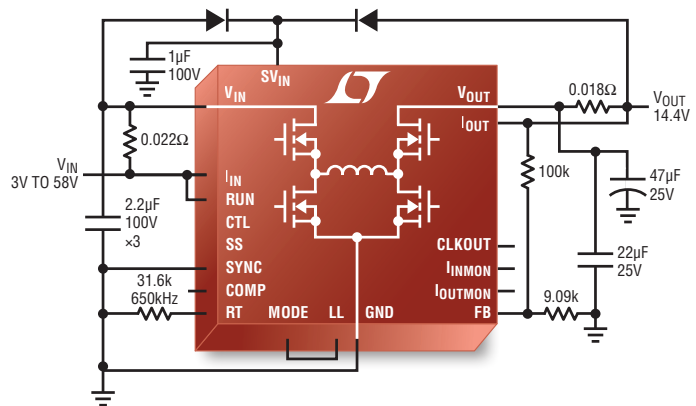 1µF
100V
SVIN
VIN
VOUT
0.018Ω
VOUT
14.4V
IOUT
0.022Ω
VIN
3V TO 58V
IIN
RUN
CTL
SS
SYNC
COMP
RT
2.2µF
100V
×3
31.6k
650kHz
MODE
LL
GND
CLKOUT
IINMON
IOUTMON
FB
100k
47µF
25V
22µF
25V
9.09k